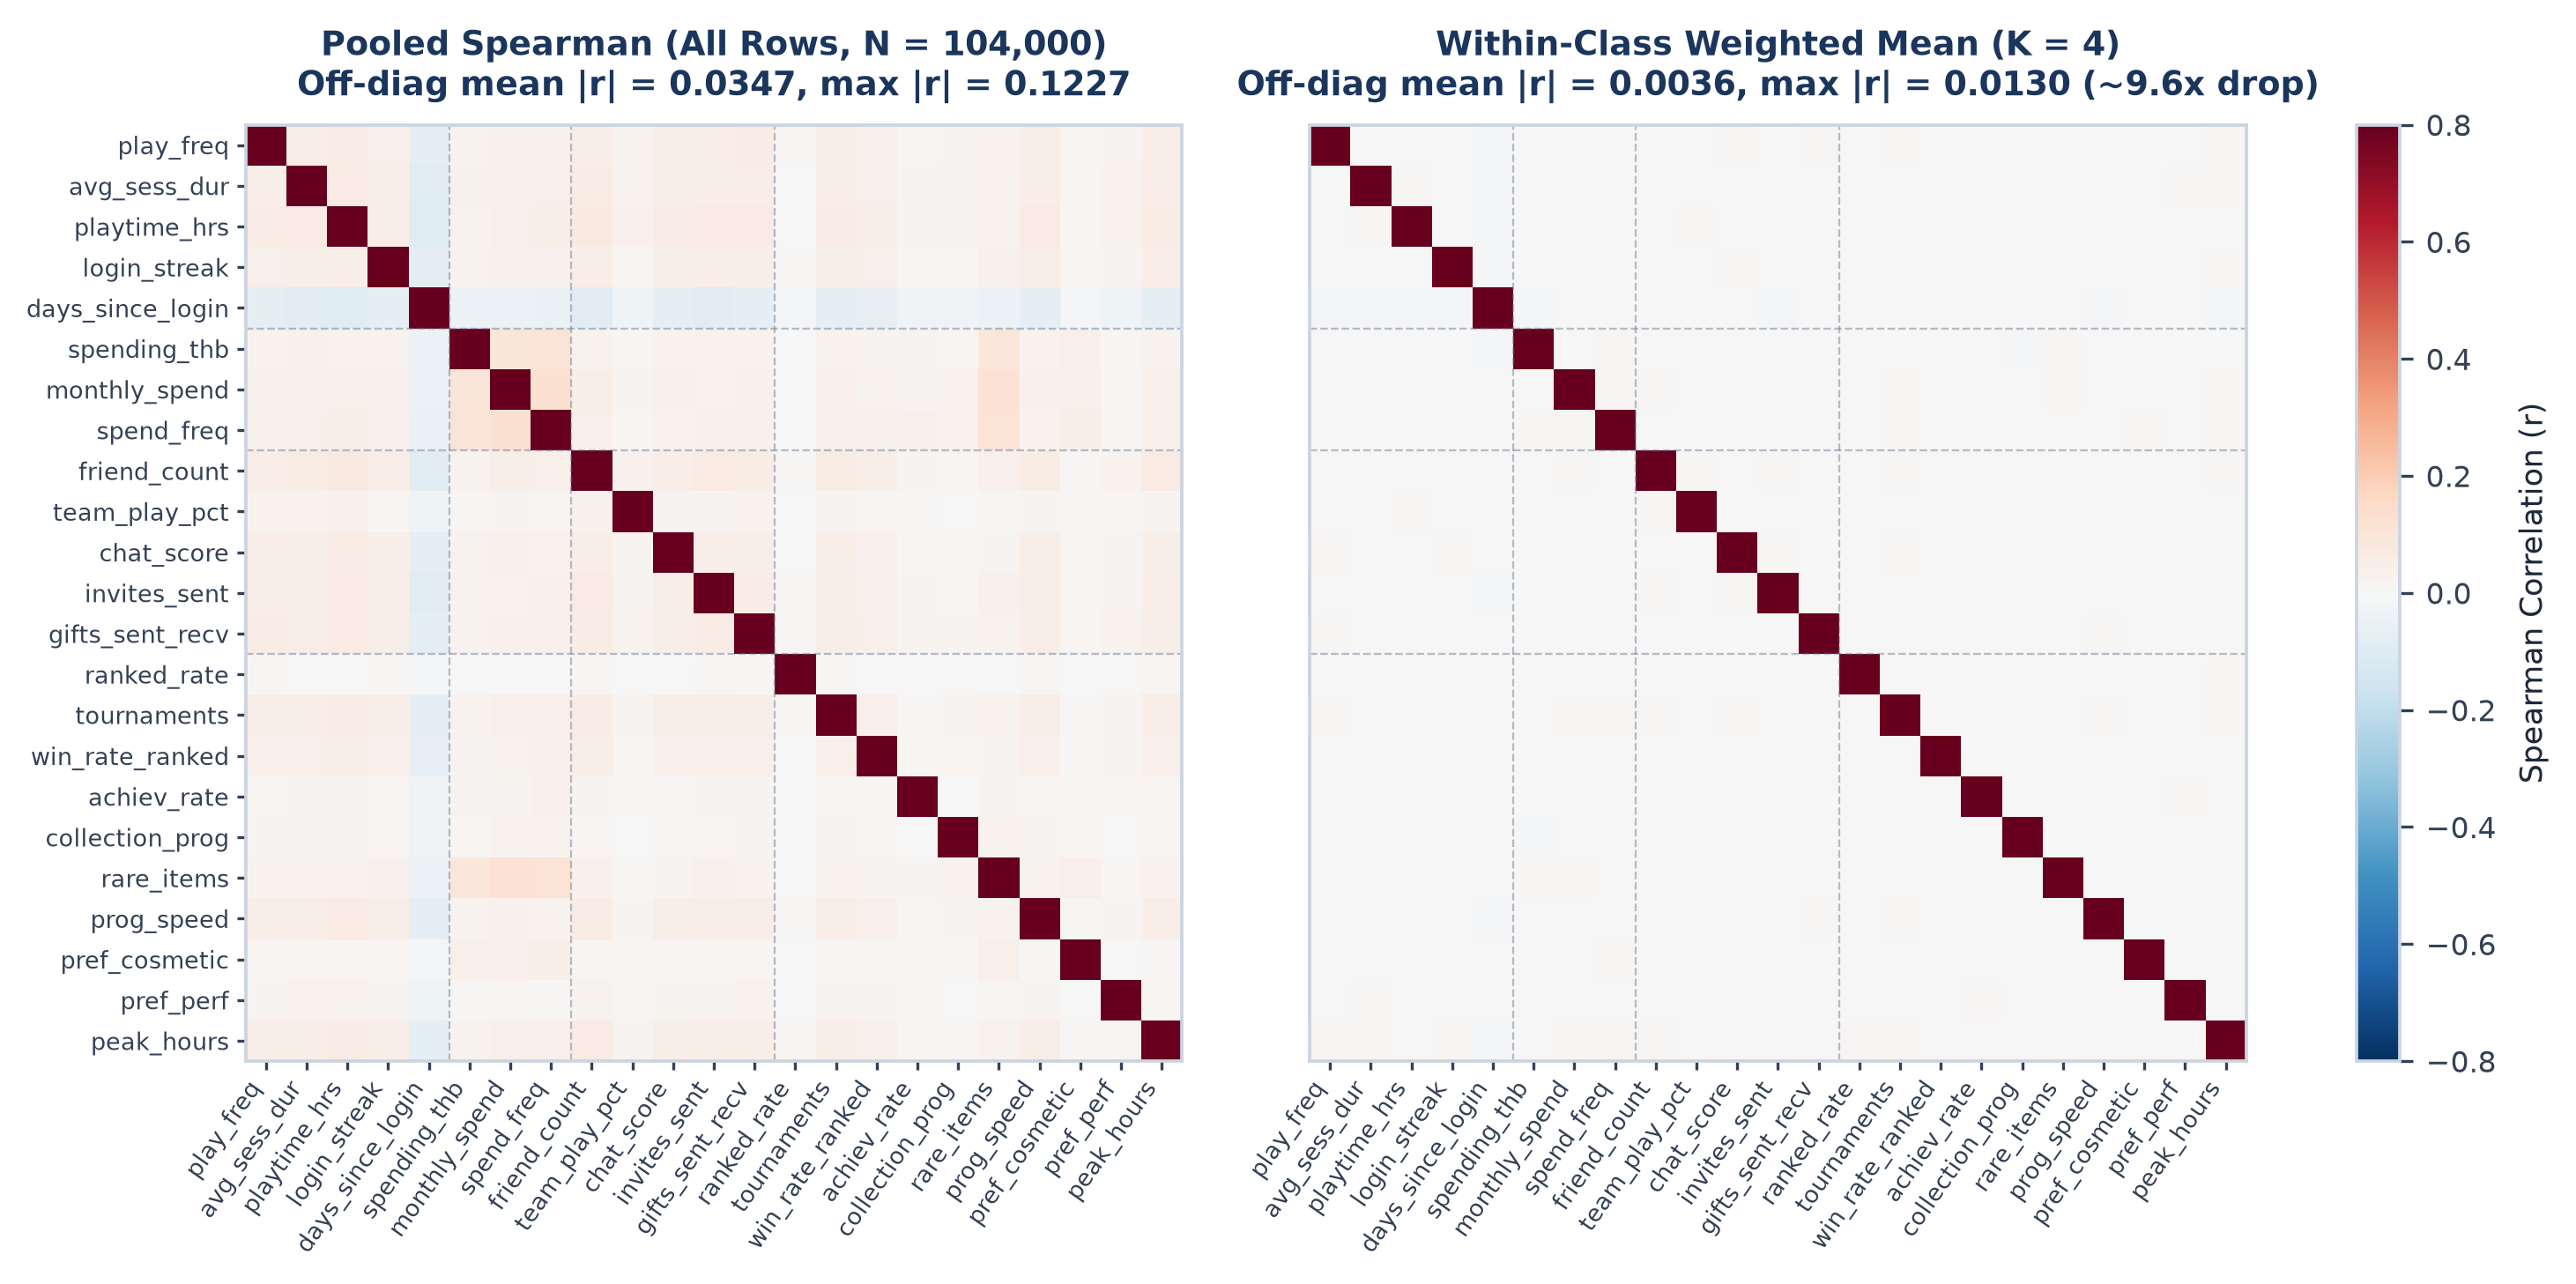 Pooled Spearman (All Rows, N = 104,000)
Off-diag mean |r| = 0.0347, max |r| = 0.1227
Within-Class Weighted Mean (K = 4)
Off-diag mean |r| = 0.0036, max |r| = 0.0130 (~9.6x drop)
play_freq
avg_sess_dur
playtime_hrs
login_streak
days_since_login
spending_thb
monthly_spend
spend_freq
friend_count
team_play_pct
chat_score
invites_sent
gifts_sent_recv
ranked_rate
tournaments
win_rate_ranked
achiev_rate
collection_prog
rare_items
prog_speed
pref_cosmetic
pref_perf
peak_hours
play_freq
avg_sess_dur
playtime_hrs
login_streak
days_since_login
spending_thb
monthly_spend
spend_freq
friend_count
team_play_pct
chat_score
invites_sent
gifts_sent_recv
ranked_rate
tournaments
win_rate_ranked
achiev_rate
collection_prog
rare_items
prog_speed
pref_cosmetic
pref_perf
peak_hours
play_freq
avg_sess_dur
playtime_hrs
login_streak
days_since_login
spending_thb
monthly_spend
spend_freq
friend_count
team_play_pct
chat_score
invites_sent
gifts_sent_recv
ranked_rate
tournaments
win_rate_ranked
achiev_rate
collection_prog
rare_items
prog_speed
pref_cosmetic
pref_perf
peak_hours
0.8
0.6
0.4
0.2
0.0
−0.2
−0.4
−0.6
−0.8
Spearman Correlation (r)